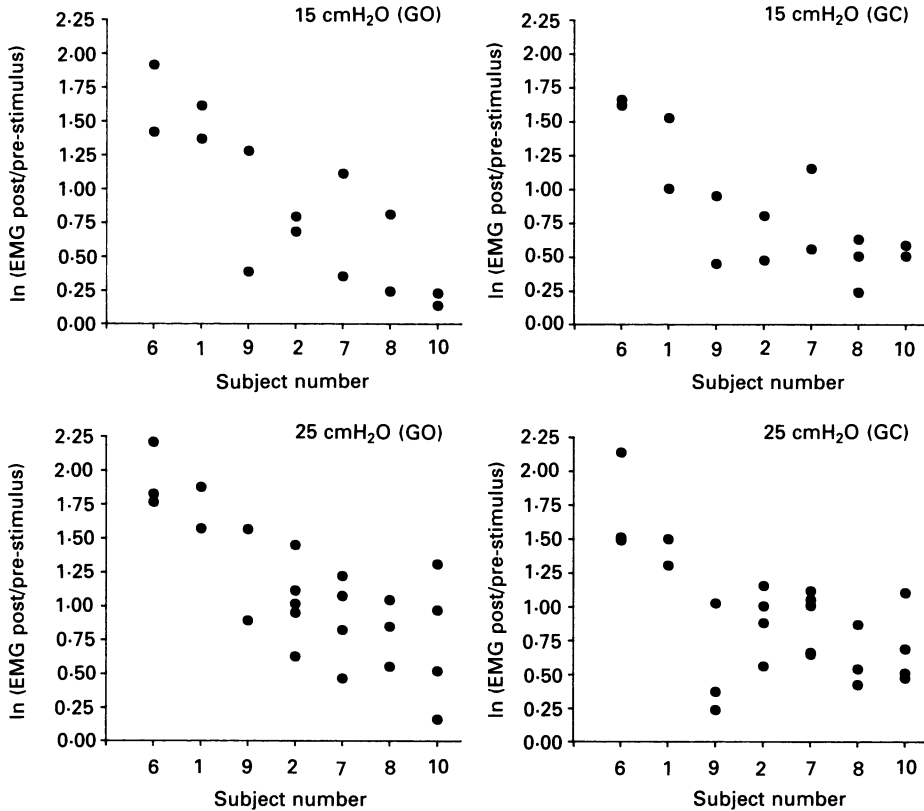 15 cmH₂O (GO)
ln (EMG post/pre-stimulus)
2·25
2·00
1·75
1·50
1·25
1·00
0·75
0·50
0·25
0.00
6 1 9 2 7 8 10
Subject number
15 cmH₂O (GC)
ln (EMG post/pre-stimulus)
2·25
2·00
1·75
1·50
1·25
1·00
0·75
0·50
0·25
0.00
6 1 9 2 7 8 10
Subject number
25 cmH₂O (GO)
ln (EMG post/pre-stimulus)
2·25
2·00
1·75
1·50
1·25
1·00
0·75
0·50
0·25
0.00
6 1 9 2 7 8 10
Subject number
25 cmH₂O (GC)
ln (EMG post/pre-stimulus)
2·25
2·00
1·75
1·50
1·25
1·00
0·75
0·50
0·25
0.00
6 1 9 2 7 8 10
Subject number